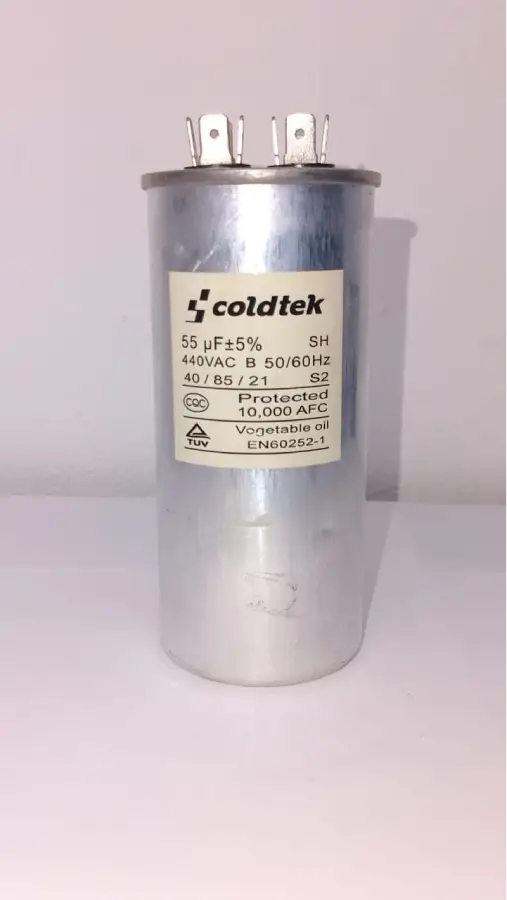 coldtek
55 µF±5% SH
440VAC B 50/60Hz
40 / 85 / 21 S2
CQC
Protected
10,000 AFC
TUV
Vogetable oil
EN60252-1